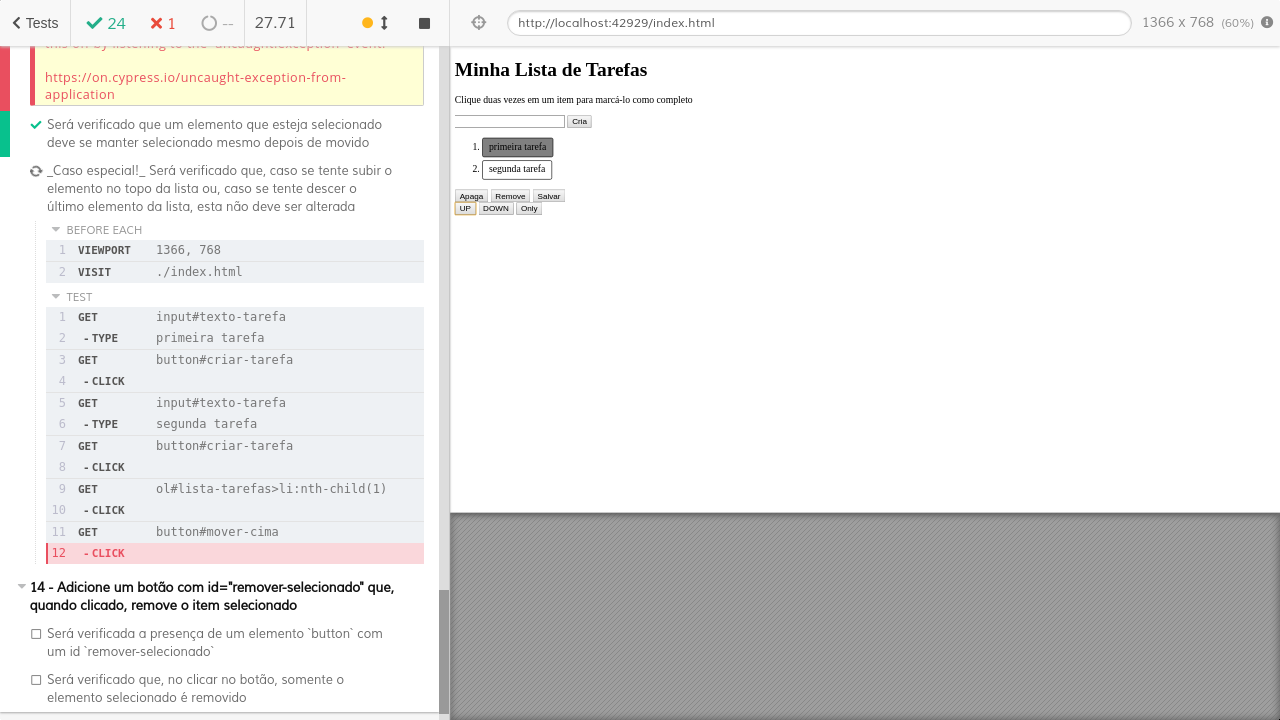 Tests
24
1
--
27.71
http://localhost:42929/index.html
1366 x 768 (60%)
this off by listening to the 'uncaught:exception' event.
https://on.cypress.io/uncaught-exception-from-
application
Será verificado que um elemento que esteja selecionado
deve se manter selecionado mesmo depois de movido
_Caso especial!_ Será verificado que, caso se tente subir o
elemento no topo da lista ou, caso se tente descer o
último elemento da lista, esta não deve ser alterada
BEFORE EACH
1 VIEWPORT 1366, 768
2 VISIT ./index.html
TEST
1 GET input#texto-tarefa
2 - TYPE primeira tarefa
3 GET button#criar-tarefa
4 - CLICK
5 GET input#texto-tarefa
6 - TYPE segunda tarefa
7 GET button#criar-tarefa
8 - CLICK
9 GET ol#lista-tarefas>li:nth-child(1)
10 - CLICK
11 GET button#mover-cima
12 - CLICK
14 - Adicione um botão com id="remover-selecionado" que,
quando clicado, remove o item selecionado
Será verificada a presença de um elemento `button` com
um id `remover-selecionado`
Será verificado que, no clicar no botão, somente o
elemento selecionado é removido
Minha Lista de Tarefas
Clique duas vezes em um item para marcá-lo como completo
Cria
1. primeira tarefa
2. segunda tarefa
Apaga Remove Salvar
UP DOWN Only